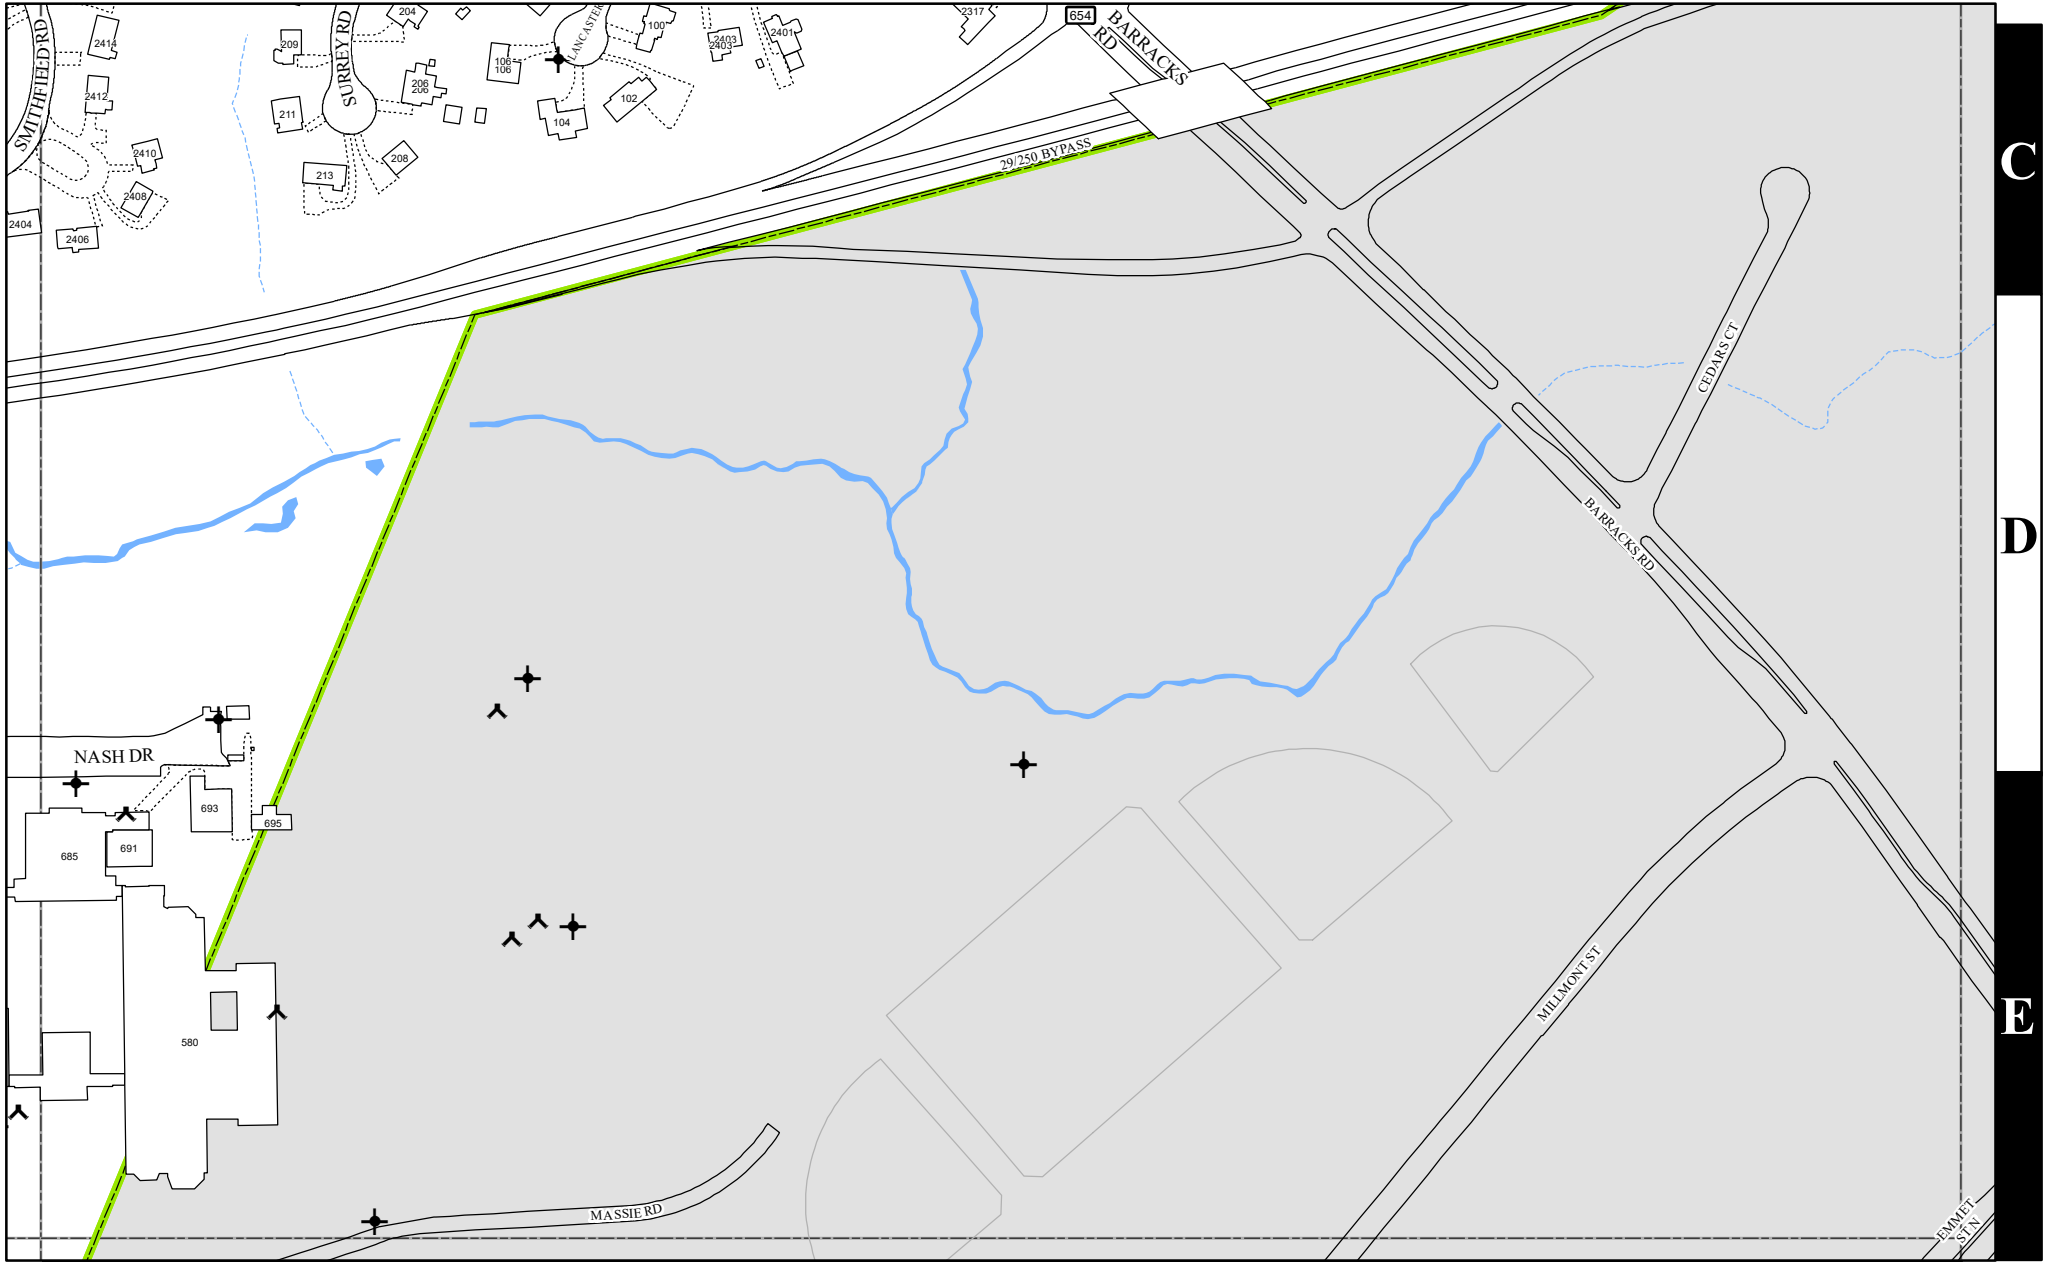 204
2317
654
BARRACKS
RD
2414
SMITHFIELD RD
209
SURREY RD
LANCASTER
100
2403
2403
2401
106
106
206
206
102
2412
211
104
C
2410
208
29/250 BYPASS
213
2408
2404
2406
CEDARS CT
D
BARRACKS RD
NASH DR
693
695
691
685
MILLMONT ST
E
580
MASSIE RD
EMMET
ST N